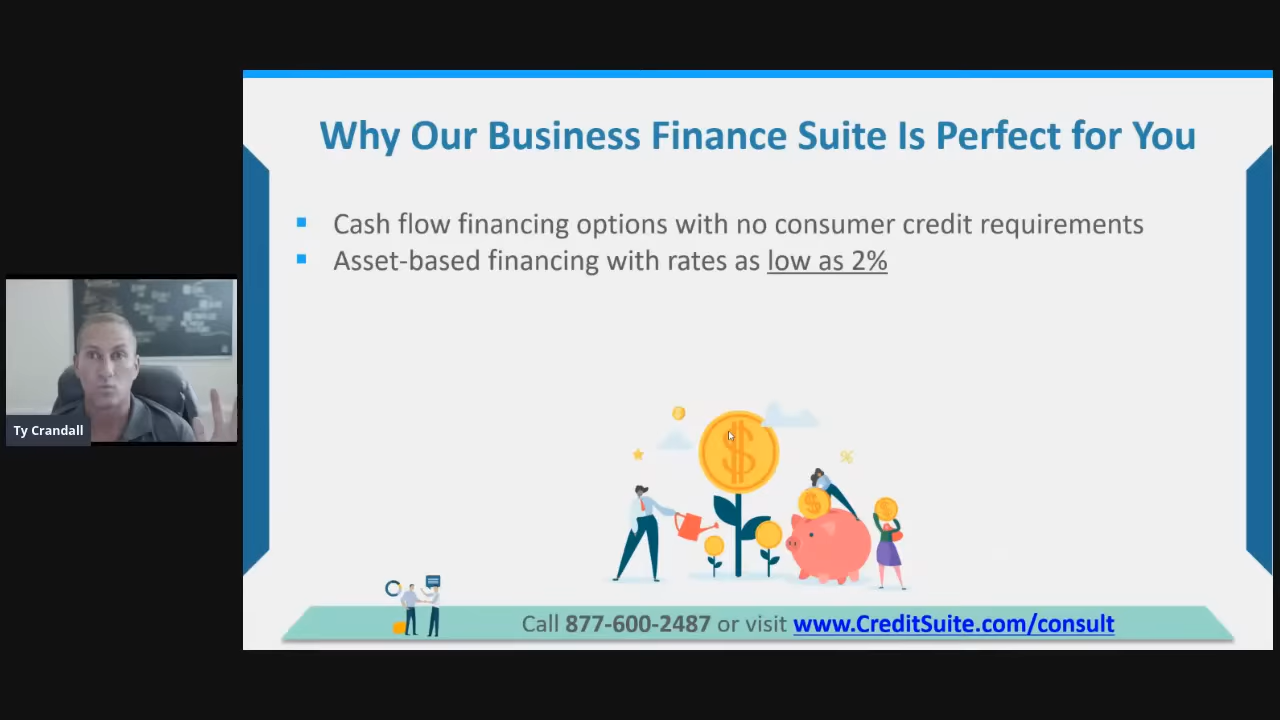 Why Our Business Finance Suite Is Perfect for You
Cash flow financing options with no consumer credit requirements
Asset-based financing with rates as low as 2%
Ty Crandall
Call 877-600-2487 or visit www.CreditSuite.com/consult